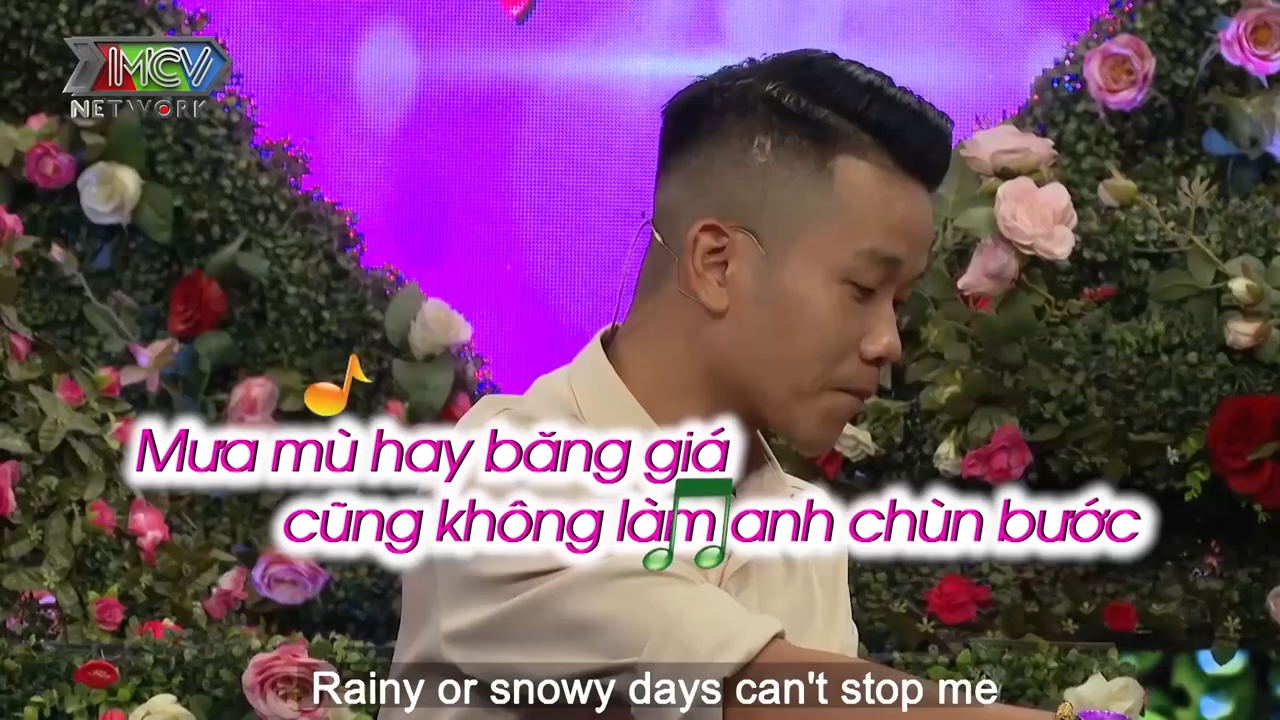 MCV
NETWORK
Mưa mù hay băng giá
cũng không làm anh chùn bước
Rainy or snowy days can't stop me